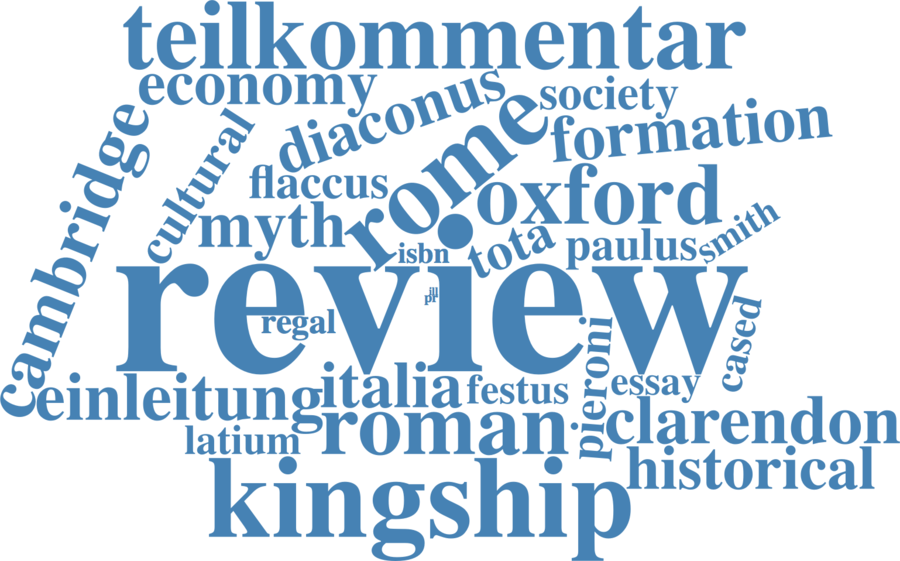 teilkommentar
economy
diaconus
rome
society
formation
cambridge
cultural
flaccus
oxford
myth
isbn
tota
paulus
smith
review
ill
pr
regal
cased
pieroni
einleitung
italia
festus
essay
latium
roman
clarendon
historical
kingship